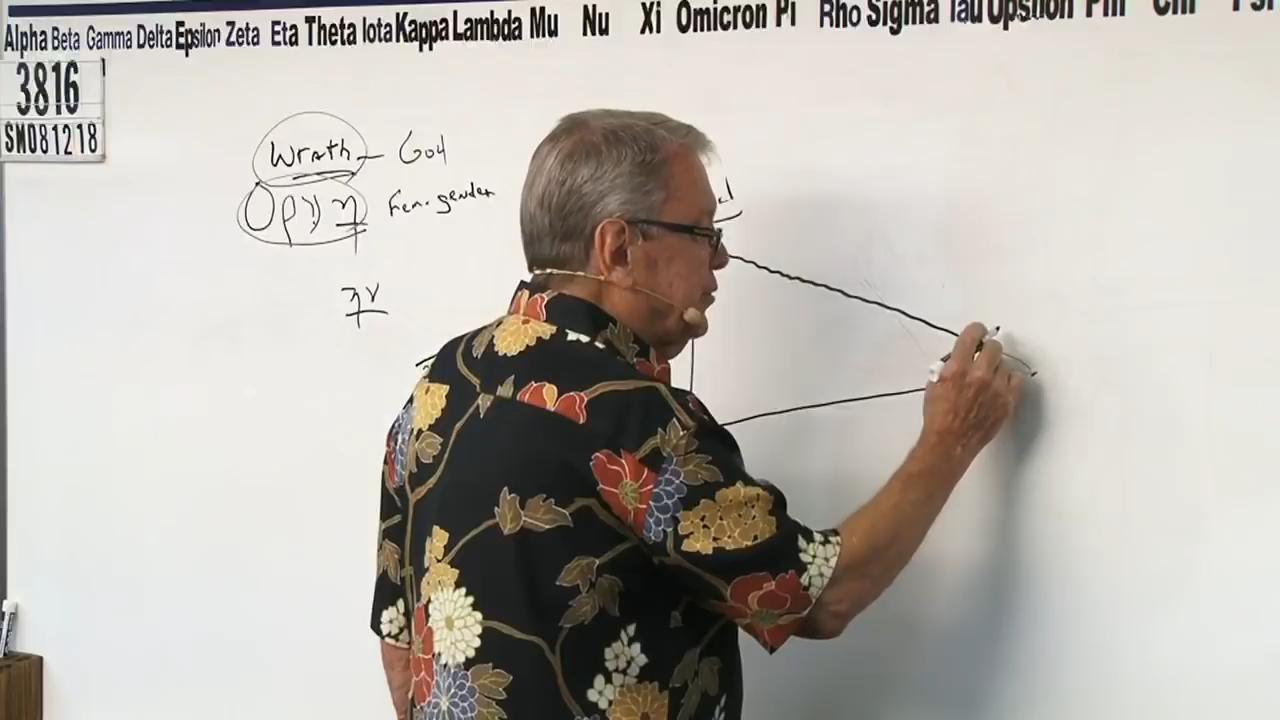 Alpha Beta Gamma Delta Epsilon Zeta Eta Theta Iota Kappa Lambda Mu Nu Xi Omicron Pi Rho Sigma Tau Upsilon Phi Chi Psi
3816
SM081218
Wrath – God
Οργη Fem. gender
ην